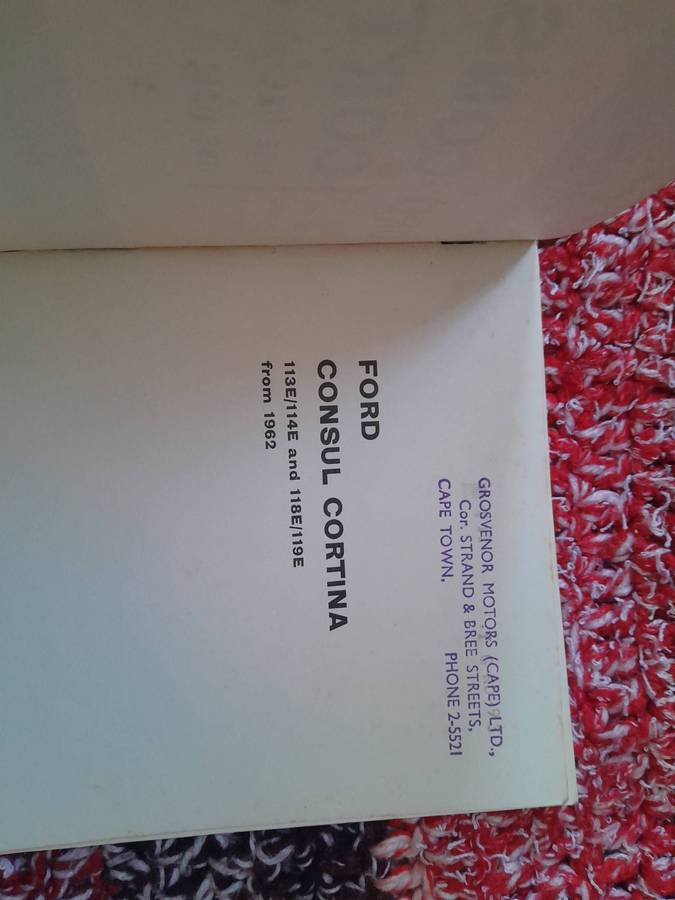 GROSVENOR MOTORS (CAPE) LTD.,
Cor. STRAND & BREE STREETS,
CAPE TOWN. PHONE 2-5521
FORD
CONSUL CORTINA
113E/114E and 118E/119E
from 1962